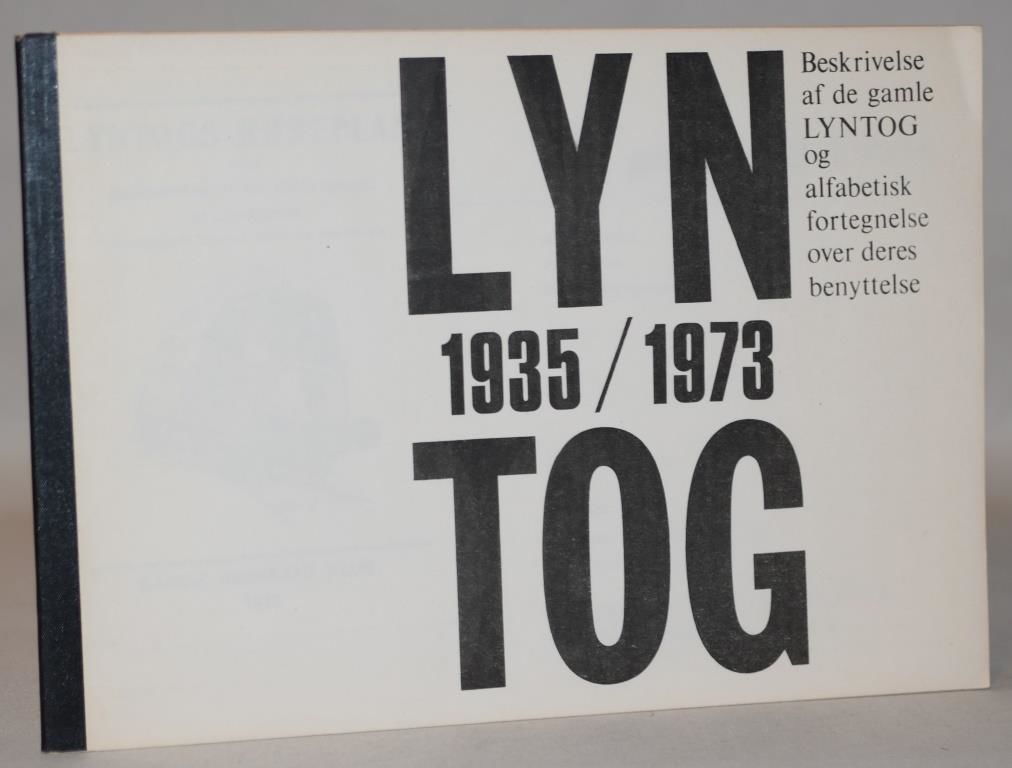 LYN
1935/1973
TOG
Beskrivelse
af de gamle
LYNTOG
og
alfabetisk
fortegnelse
over deres
benyttelse